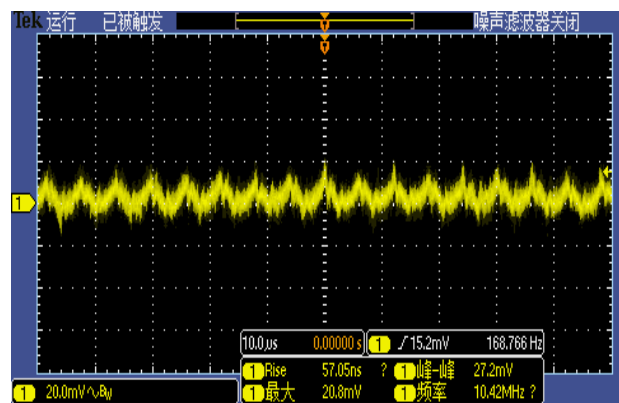 Tek 运行 已被触发 噪声滤波器关闭
T
T
1
10.0µs 0.00000 s 1 ∫ 15.2mV 168.766 Hz
1 Rise 57.05ns ? 1 峰-峰 27.2mV
1 20.0mV∿BW 1 最大 20.8mV 1 频率 10.42MHz ?